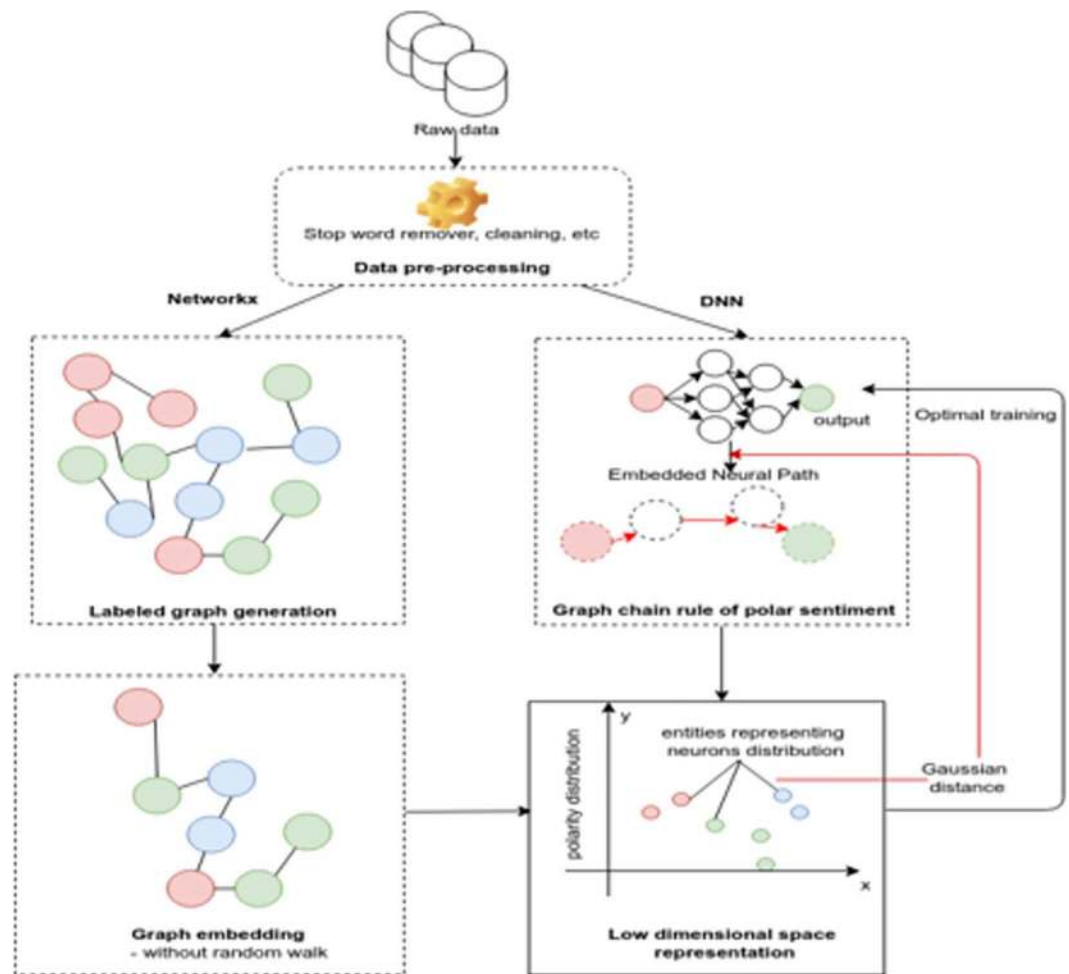 Raw data
Stop word remover, cleaning, etc
Data pre-processing
Networkx
DNN
output
Optimal training
Embedded Neural Path
Labeled graph generation
Graph chain rule of polar sentiment
y
entities representing
neurons distribution
polarity distribution
Gaussian
distance
x
Graph embedding
- without random walk
Low dimensional space
representation